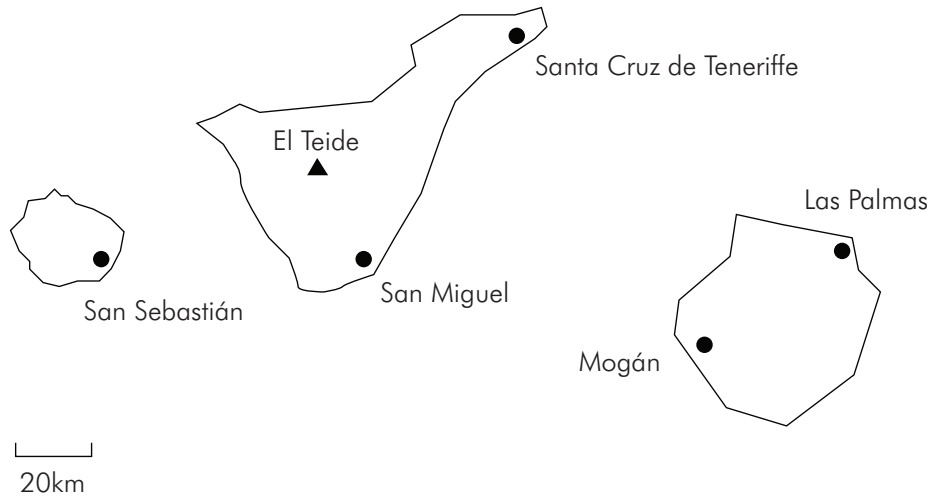 Santa Cruz de Teneriffe
El Teide
Las Palmas
San Miguel
San Sebastián
Mogán
20km